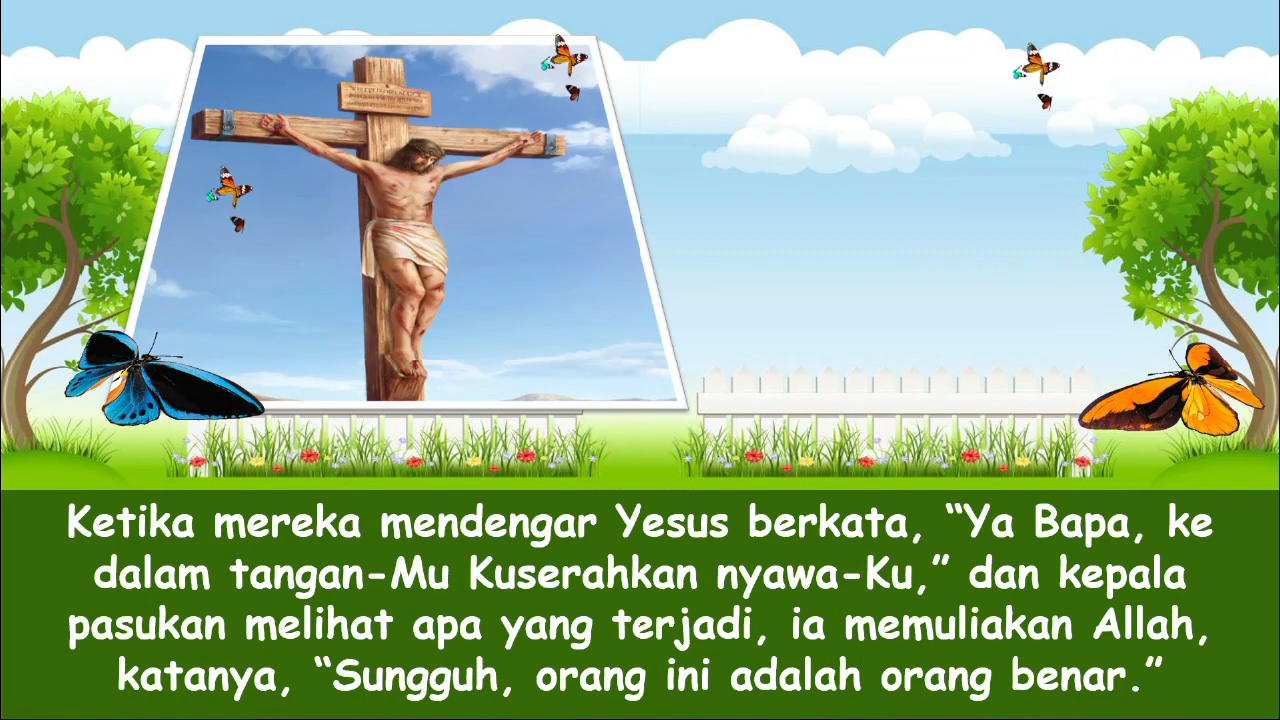 Ketika mereka mendengar Yesus berkata, “Ya Bapa, ke
dalam tangan-Mu Kuserahkan nyawa-Ku,” dan kepala
pasukan melihat apa yang terjadi, ia memuliakan Allah,
katanya, “Sungguh, orang ini adalah orang benar.”